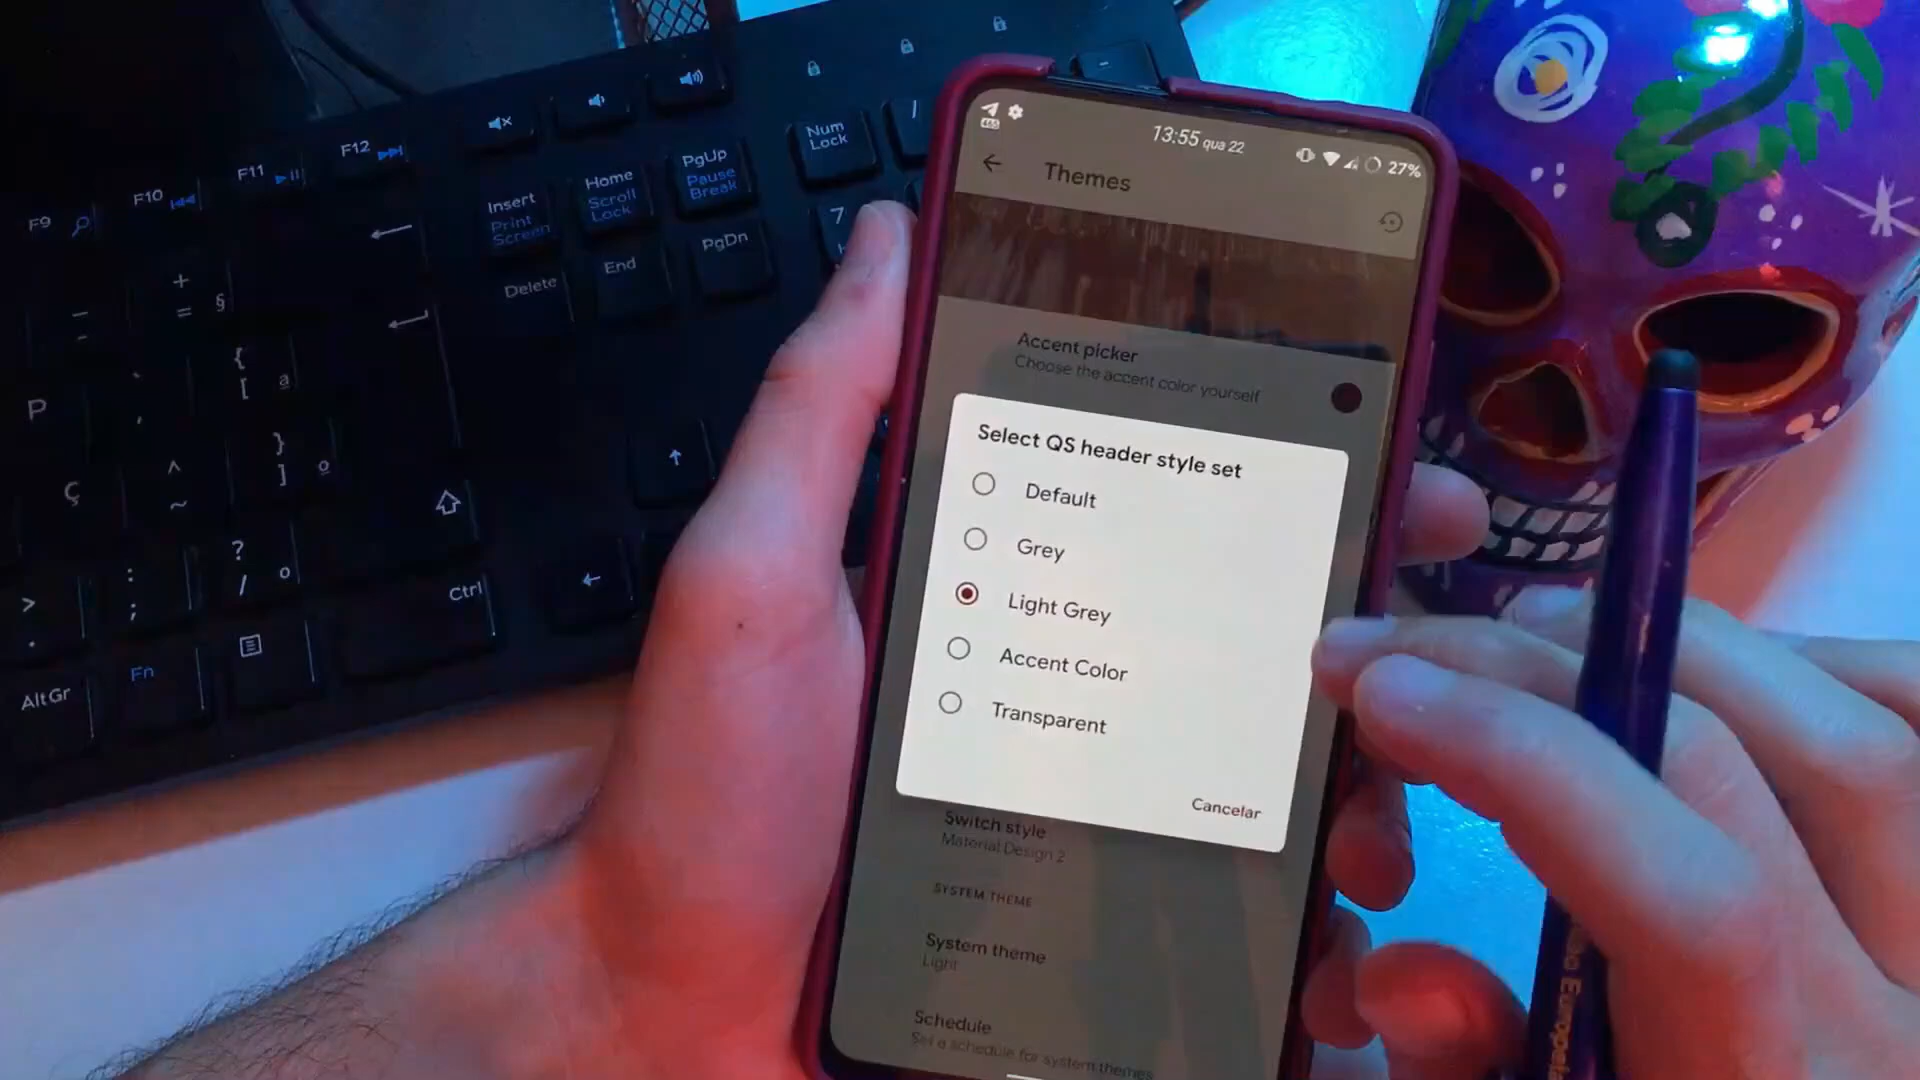 13:55 qua 22
27%
465
Themes
Accent picker
Choose the accent color yourself
Select QS header style set
Default
Grey
Light Grey
Accent Color
Transparent
Cancelar
Switch style
Material Design 2
SYSTEM THEME
System theme
Light
Schedule
Set a schedule for system themes
F9
F10
F11
F12
Insert
Print
Screen
Home
Scroll
Lock
PgUp
Pause
Break
Num
Lock
/
-
7
Delete
End
PgDn
+
=
§
{
[
ª
P
}
]
º
Ç
^
~
?
/
°
:
;
>
.
Ctrl
Fn
AltGr